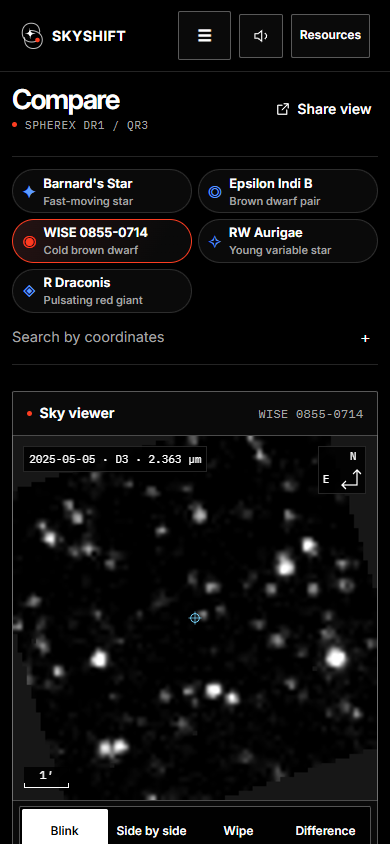 SKYSHIFT
Resources
Compare
Share view
SPHEREX DR1 / QR3
Barnard's Star
Fast-moving star
Epsilon Indi B
Brown dwarf pair
WISE 0855-0714
Cold brown dwarf
RW Aurigae
Young variable star
R Draconis
Pulsating red giant
Search by coordinates +
Sky viewer
WISE 0855-0714
2025-05-05 · D3 · 2.363 µm
N
E
1′
Blink
Side by side
Wipe
Difference